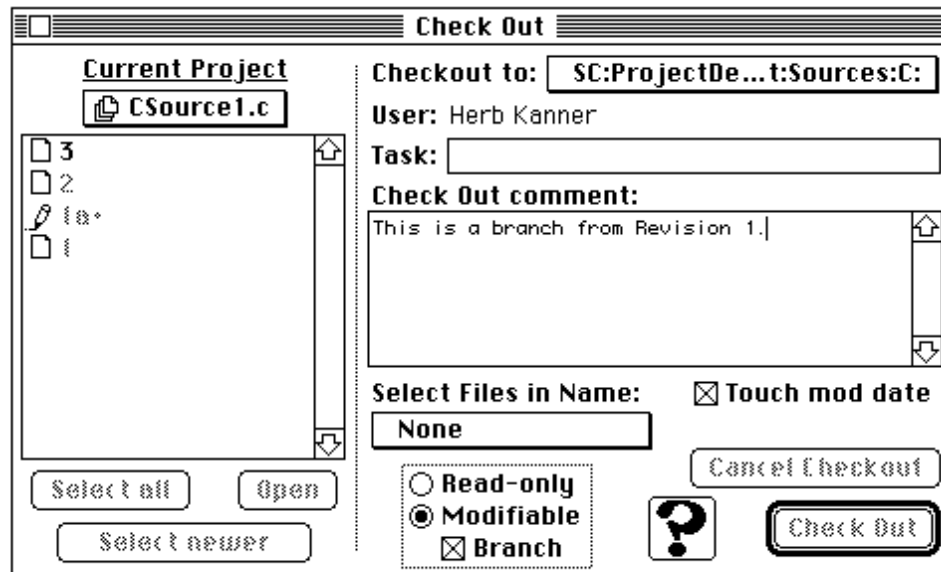 Check Out
Current Project
CSource1.c
3
2
1a+
1
Select all
Open
Select newer
Checkout to: SC:ProjectDe...t:Sources:C:
User: Herb Kanner
Task:
Check Out comment:
This is a branch from Revision 1.
Select Files in Name:
Touch mod date
None
Read-only
Modifiable
Branch
Cancel Checkout
?
Check Out